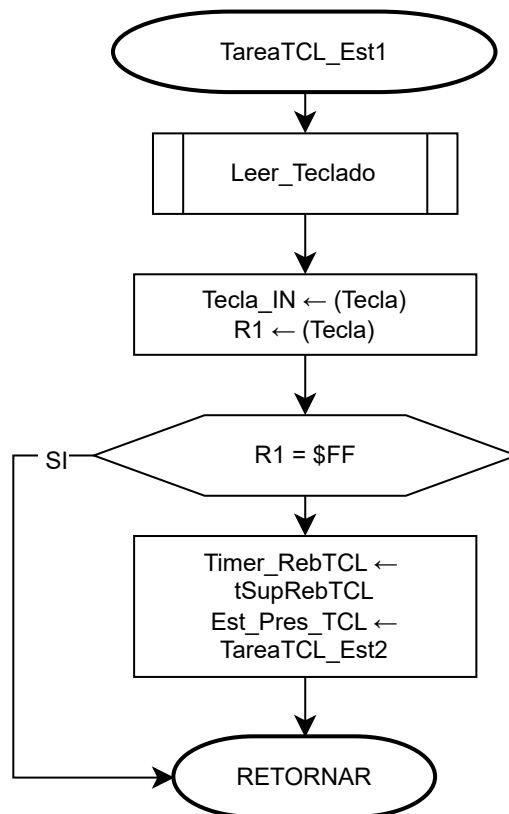 TareaTCL_Est1
Leer_Teclado
Tecla_IN ← (Tecla)
R1 ← (Tecla)
SI
R1 = $FF
Timer_RebTCL ←
tSupRebTCL
Est_Pres_TCL ←
TareaTCL_Est2
RETORNAR